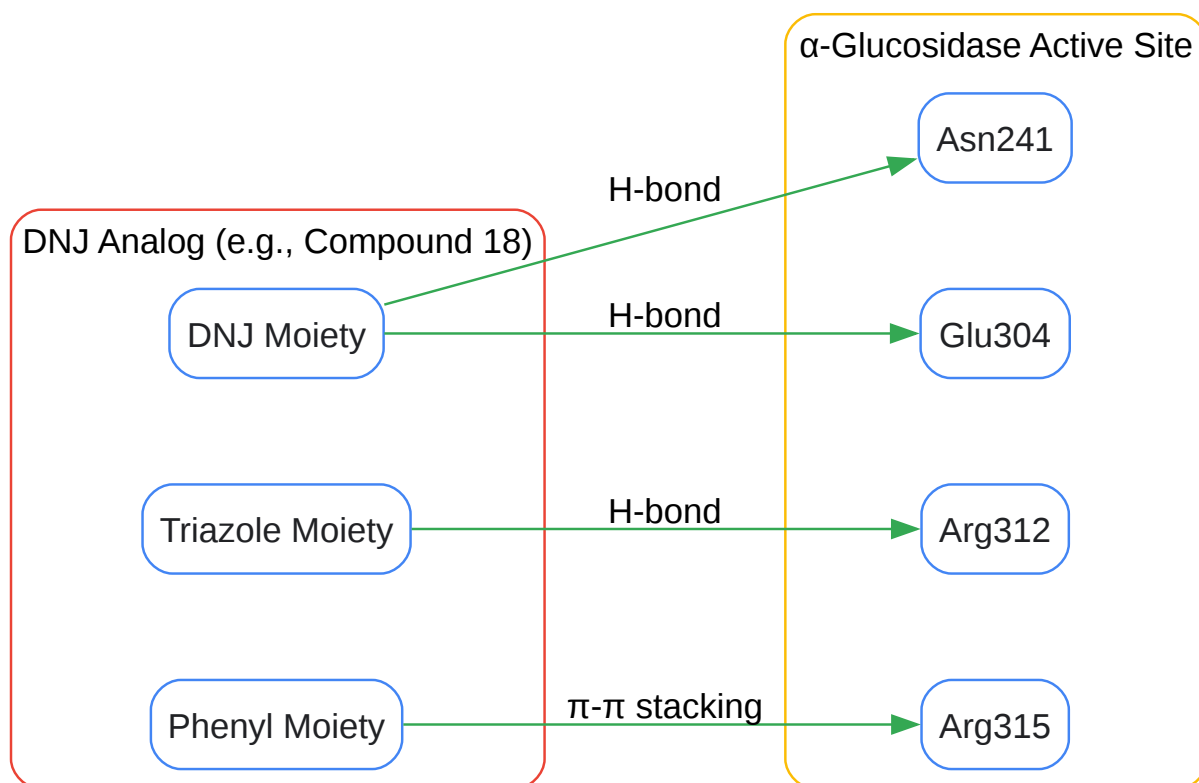 α-Glucosidase Active Site
Asn241
H-bond
DNJ Analog (e.g., Compound 18)
DNJ Moiety
H-bond
Glu304
Triazole Moiety
H-bond
Arg312
Phenyl Moiety
π-π stacking
Arg315